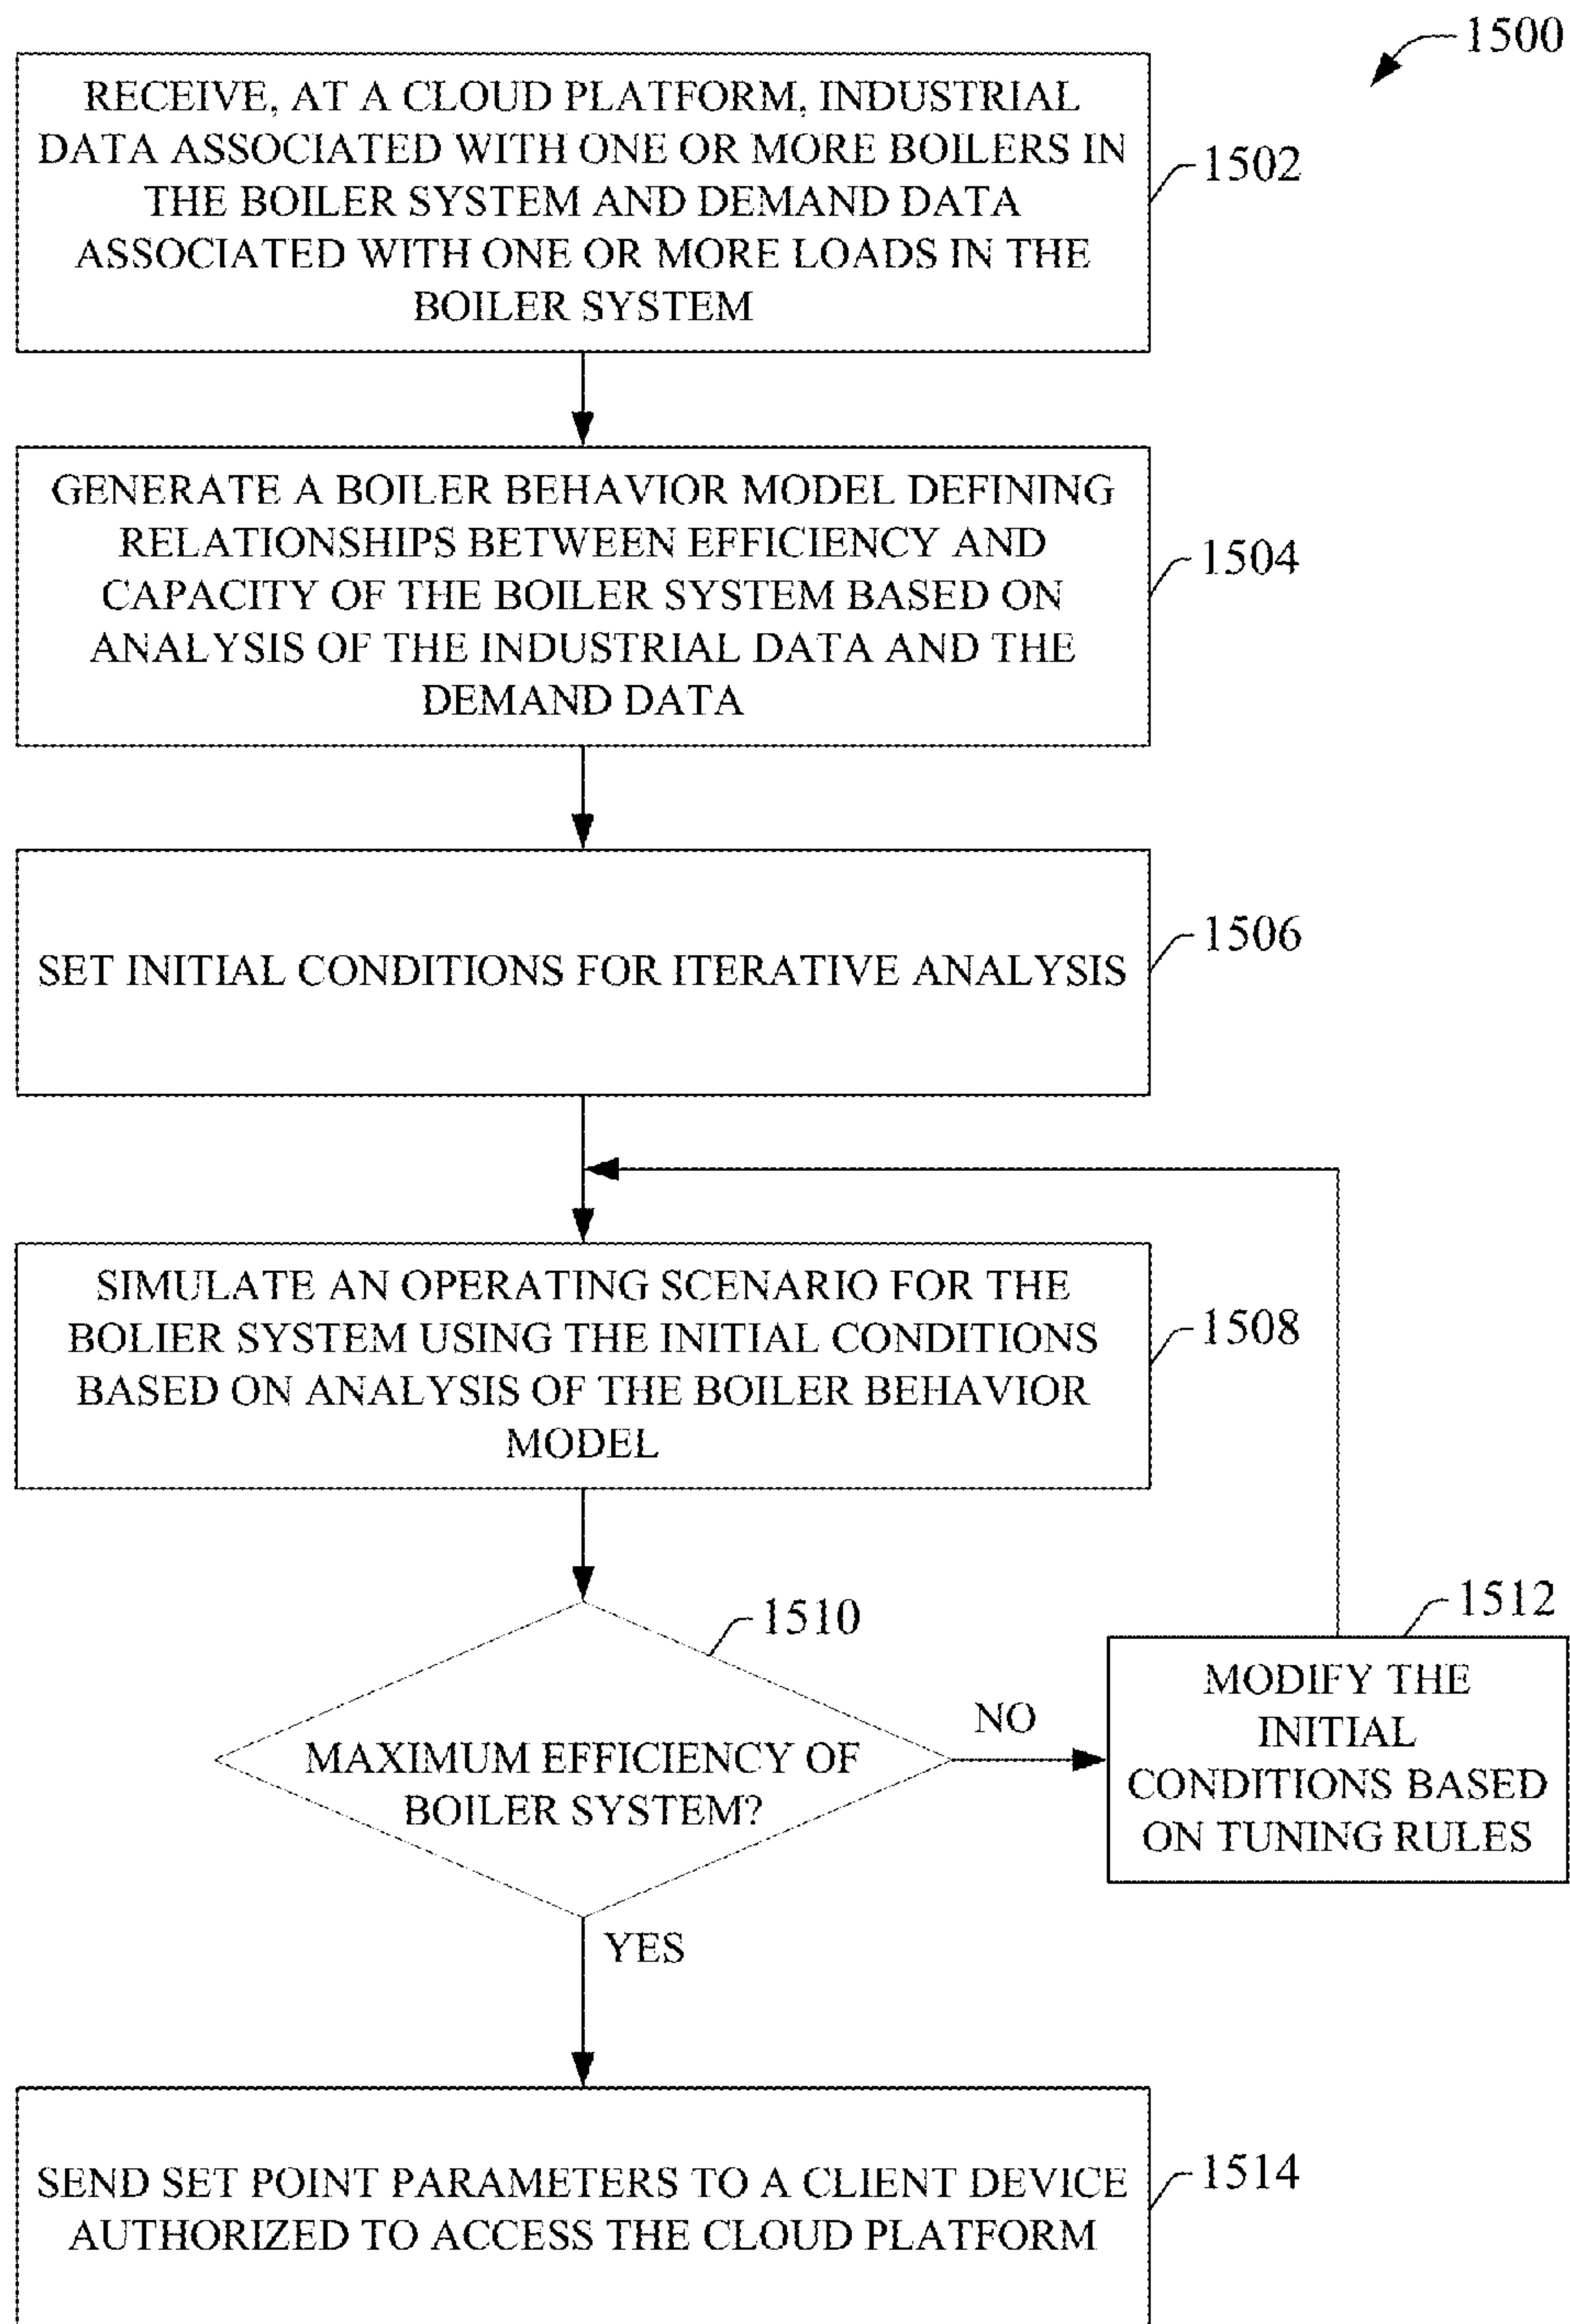 1500
RECEIVE, AT A CLOUD PLATFORM, INDUSTRIAL
DATA ASSOCIATED WITH ONE OR MORE BOILERS IN
THE BOILER SYSTEM AND DEMAND DATA
ASSOCIATED WITH ONE OR MORE LOADS IN THE
BOILER SYSTEM
1502
GENERATE A BOILER BEHAVIOR MODEL DEFINING
RELATIONSHIPS BETWEEN EFFICIENCY AND
CAPACITY OF THE BOILER SYSTEM BASED ON
ANALYSIS OF THE INDUSTRIAL DATA AND THE
DEMAND DATA
1504
SET INITIAL CONDITIONS FOR ITERATIVE ANALYSIS
1506
SIMULATE AN OPERATING SCENARIO FOR THE
BOLIER SYSTEM USING THE INITIAL CONDITIONS
BASED ON ANALYSIS OF THE BOILER BEHAVIOR
MODEL
1508
MAXIMUM EFFICIENCY OF
BOILER SYSTEM?
1510
NO
MODIFY THE
INITIAL
CONDITIONS BASED
ON TUNING RULES
1512
YES
SEND SET POINT PARAMETERS TO A CLIENT DEVICE
AUTHORIZED TO ACCESS THE CLOUD PLATFORM
1514